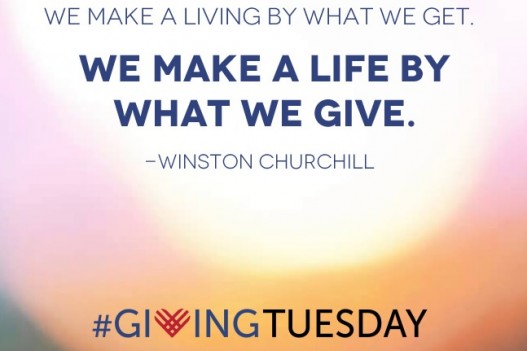 WE MAKE A LIVING BY WHAT WE GET.
WE MAKE A LIFE BY
WHAT WE GIVE.
–WINSTON CHURCHILL
#GIVINGTUESDAY